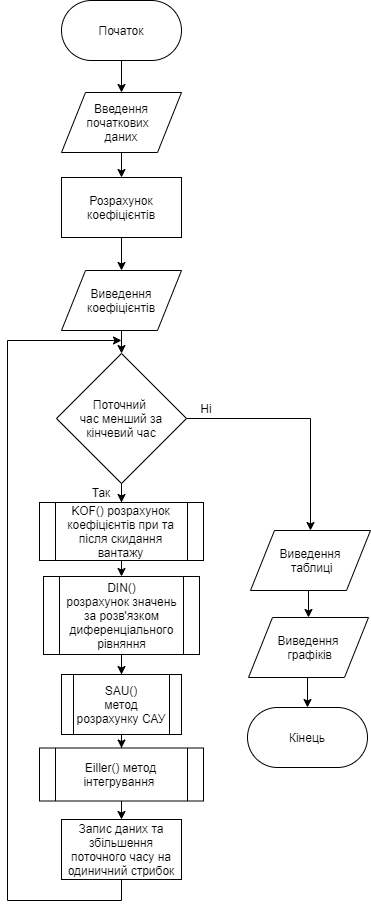 Початок
Введення
початкових
даних
Розрахунок
коефіцієнтів
Виведення
коефіцієнтів
Поточний
час менший за
кінчевий час
Ні
Так
KOF() розрахунок
коефіцієнтів при та
після скидання
вантажу
DIN()
розрахунок значень
за розв'язком
диференціального
рівняння
SAU()
метод
розрахунку САУ
Eiller() метод
інтегрування
Запис даних та
збільшення
поточного часу на
одиничний стрибок
Виведення
таблиці
Виведення
графіків
Кінець